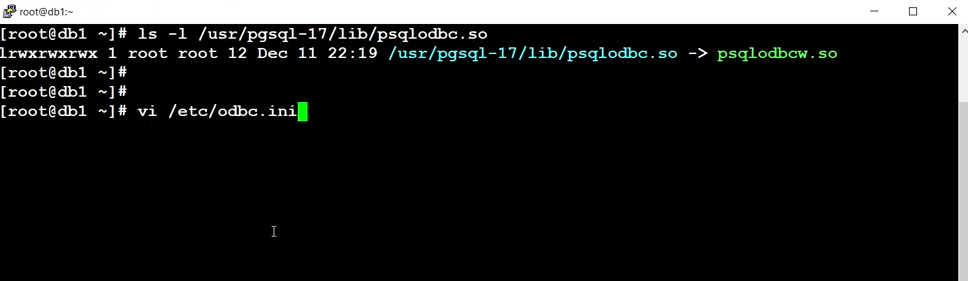 root@db1:~
[root@db1 ~]# ls -l /usr/pgsql-17/lib/psqlodbc.so
lrwxrwxrwx 1 root root 12 Dec 11 22:19 /usr/pgsql-17/lib/psqlodbc.so -> psqlodbcw.so
[root@db1 ~]#
[root@db1 ~]#
[root@db1 ~]# vi /etc/odbc.ini